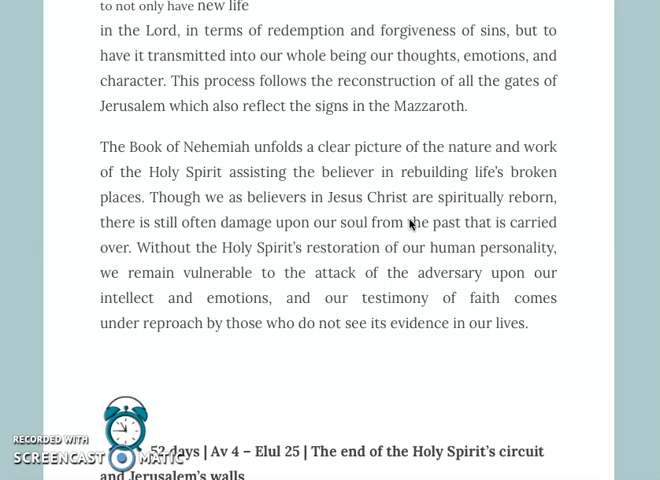 to not only have new life
in the Lord, in terms of redemption and forgiveness of sins, but to
have it transmitted into our whole being our thoughts, emotions, and
character. This process follows the reconstruction of all the gates of
Jerusalem which also reflect the signs in the Mazzaroth.
The Book of Nehemiah unfolds a clear picture of the nature and work
of the Holy Spirit assisting the believer in rebuilding life's broken
places. Though we as believers in Jesus Christ are spiritually reborn,
there is still often damage upon our soul from the past that is carried
over. Without the Holy Spirit's restoration of our human personality,
we remain vulnerable to the attack of the adversary upon our
intellect and emotions, and our testimony of faith comes
under reproach by those who do not see its evidence in our lives.
52 days | Av 4 – Elul 25 | The end of the Holy Spirit's circuit
and Jerusalem's walls
RECORDED WITH
SCREENCAST MATIC